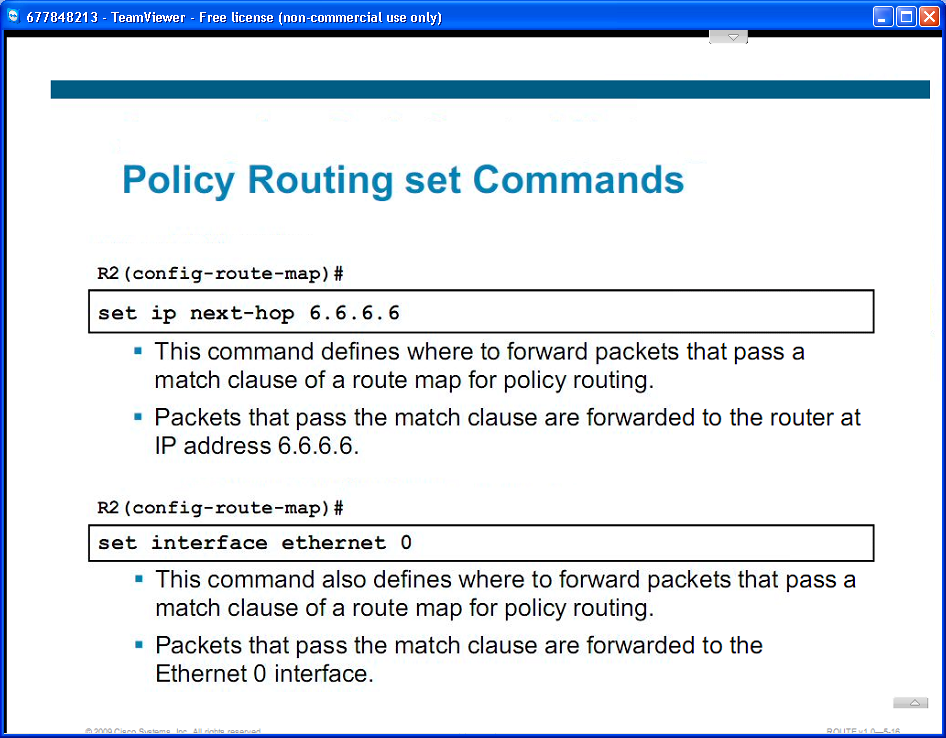 677848213 - TeamViewer - Free license (non-commercial use only)
Policy Routing set Commands
R2(config-route-map)#
set ip next-hop 6.6.6.6
This command defines where to forward packets that pass a
match clause of a route map for policy routing.
Packets that pass the match clause are forwarded to the router at
IP address 6.6.6.6.
R2(config-route-map)#
set interface ethernet 0
This command also defines where to forward packets that pass a
match clause of a route map for policy routing.
Packets that pass the match clause are forwarded to the
Ethernet 0 interface.
© 2009 Cisco Systems, Inc. All rights reserved.
ROUTE v1.0—5-16